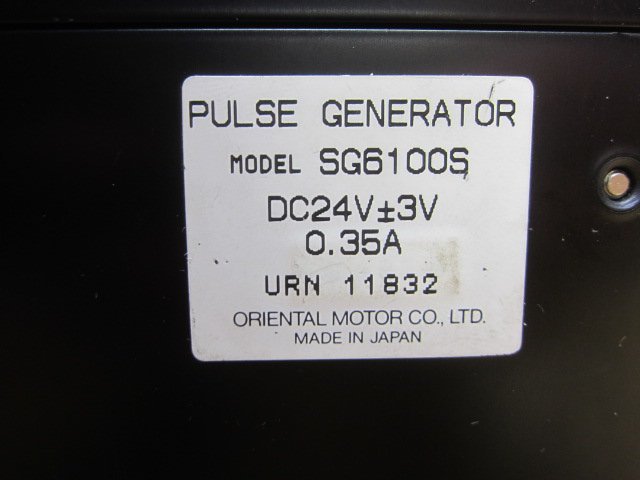 PULSE GENERATOR
MODEL SG6100S
DC24V±3V
0.35A
URN 11832
ORIENTAL MOTOR CO., LTD.
MADE IN JAPAN